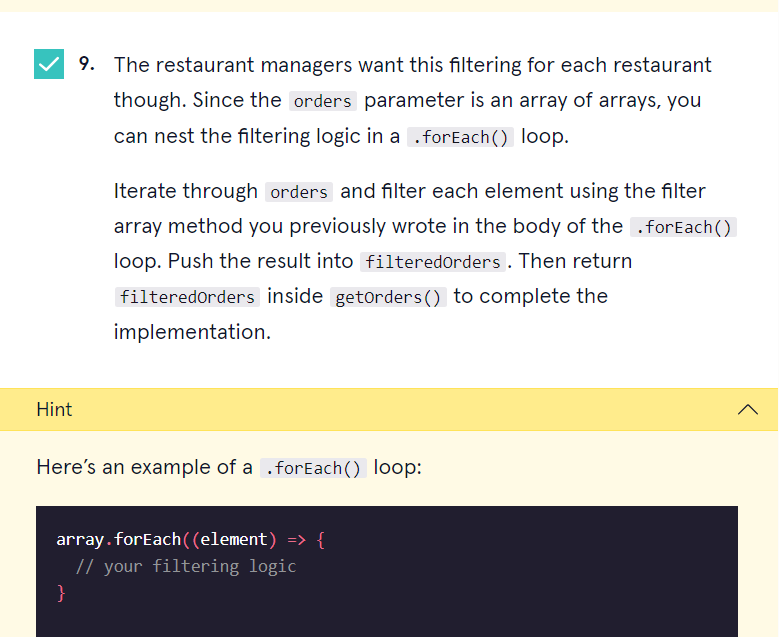 9. The restaurant managers want this filtering for each restaurant
though. Since the orders parameter is an array of arrays, you
can nest the filtering logic in a .forEach() loop.
Iterate through orders and filter each element using the filter
array method you previously wrote in the body of the .forEach()
loop. Push the result into filteredOrders. Then return
filteredOrders inside getOrders() to complete the
implementation.
Hint
Here's an example of a .forEach() loop:
array.forEach((element) => {
  // your filtering logic
}